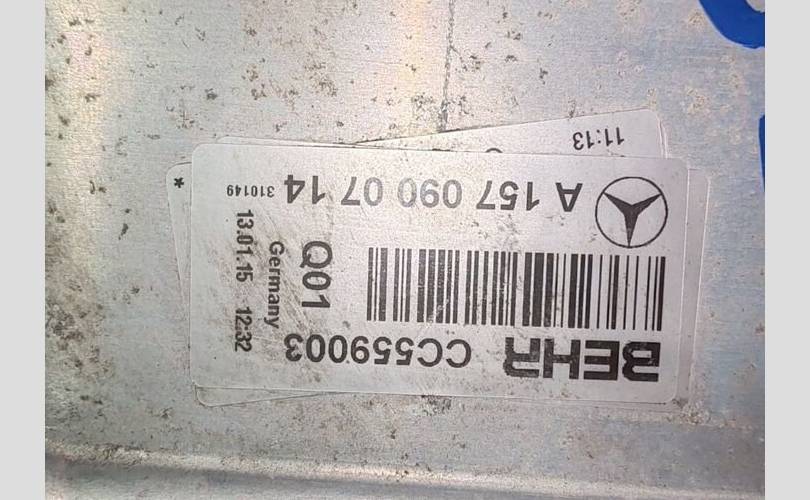 BEHR CC559003
Q01
Germany
13.01.15 12:32
A 157 090 07 14 310149
*
11:13